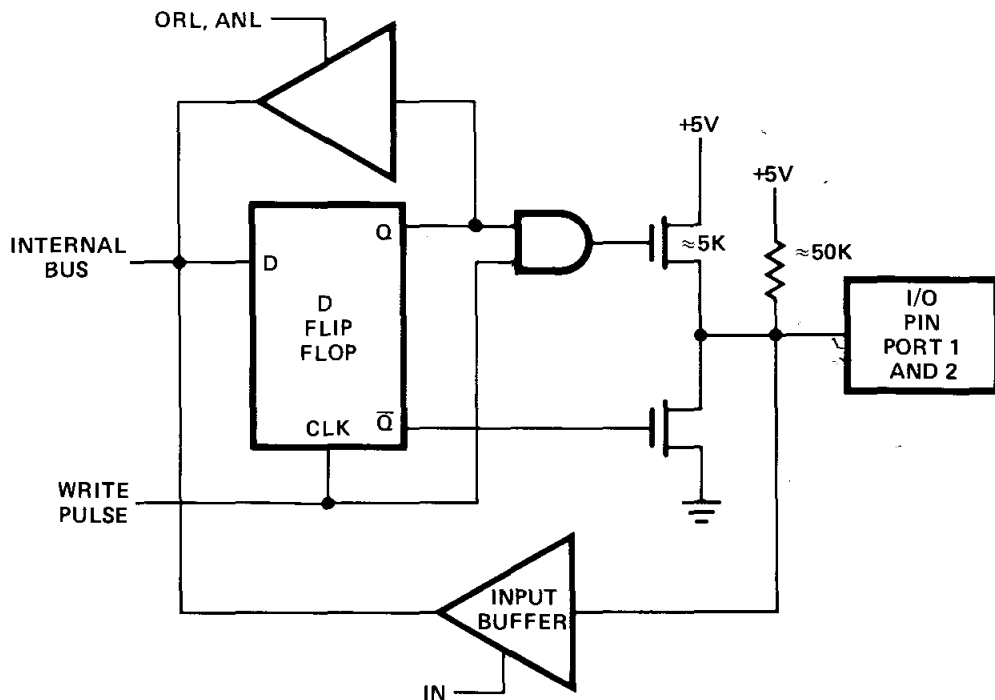 ORL, ANL
+5V
+5V
INTERNAL
BUS
D
Q
≈5K
≈50K
D
FLIP
FLOP
I/O
PIN
PORT 1
AND 2
CLK
Q̅
WRITE
PULSE
INPUT
BUFFER
IN